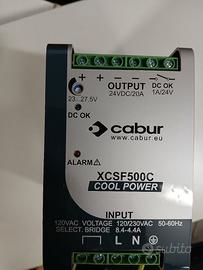 + + - - DC OK
OUTPUT
24VDC/20A 1A/24V
23...27.5V
DC OK
cabur
www.cabur.eu
ALARM
XCSF500C
COOL POWER
INPUT
120VAC VOLTAGE 120/230VAC 50-60Hz
SELECT. BRIDGE 8.4-4.4A
L N
subito